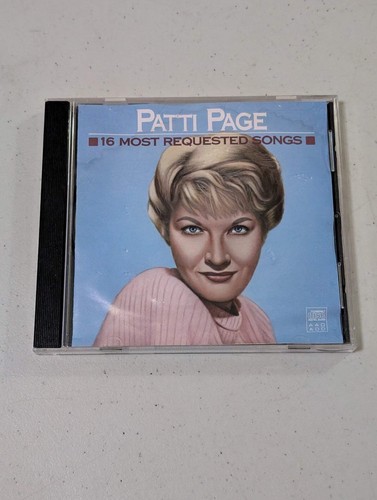 PATTI PAGE
16 MOST REQUESTED SONGS